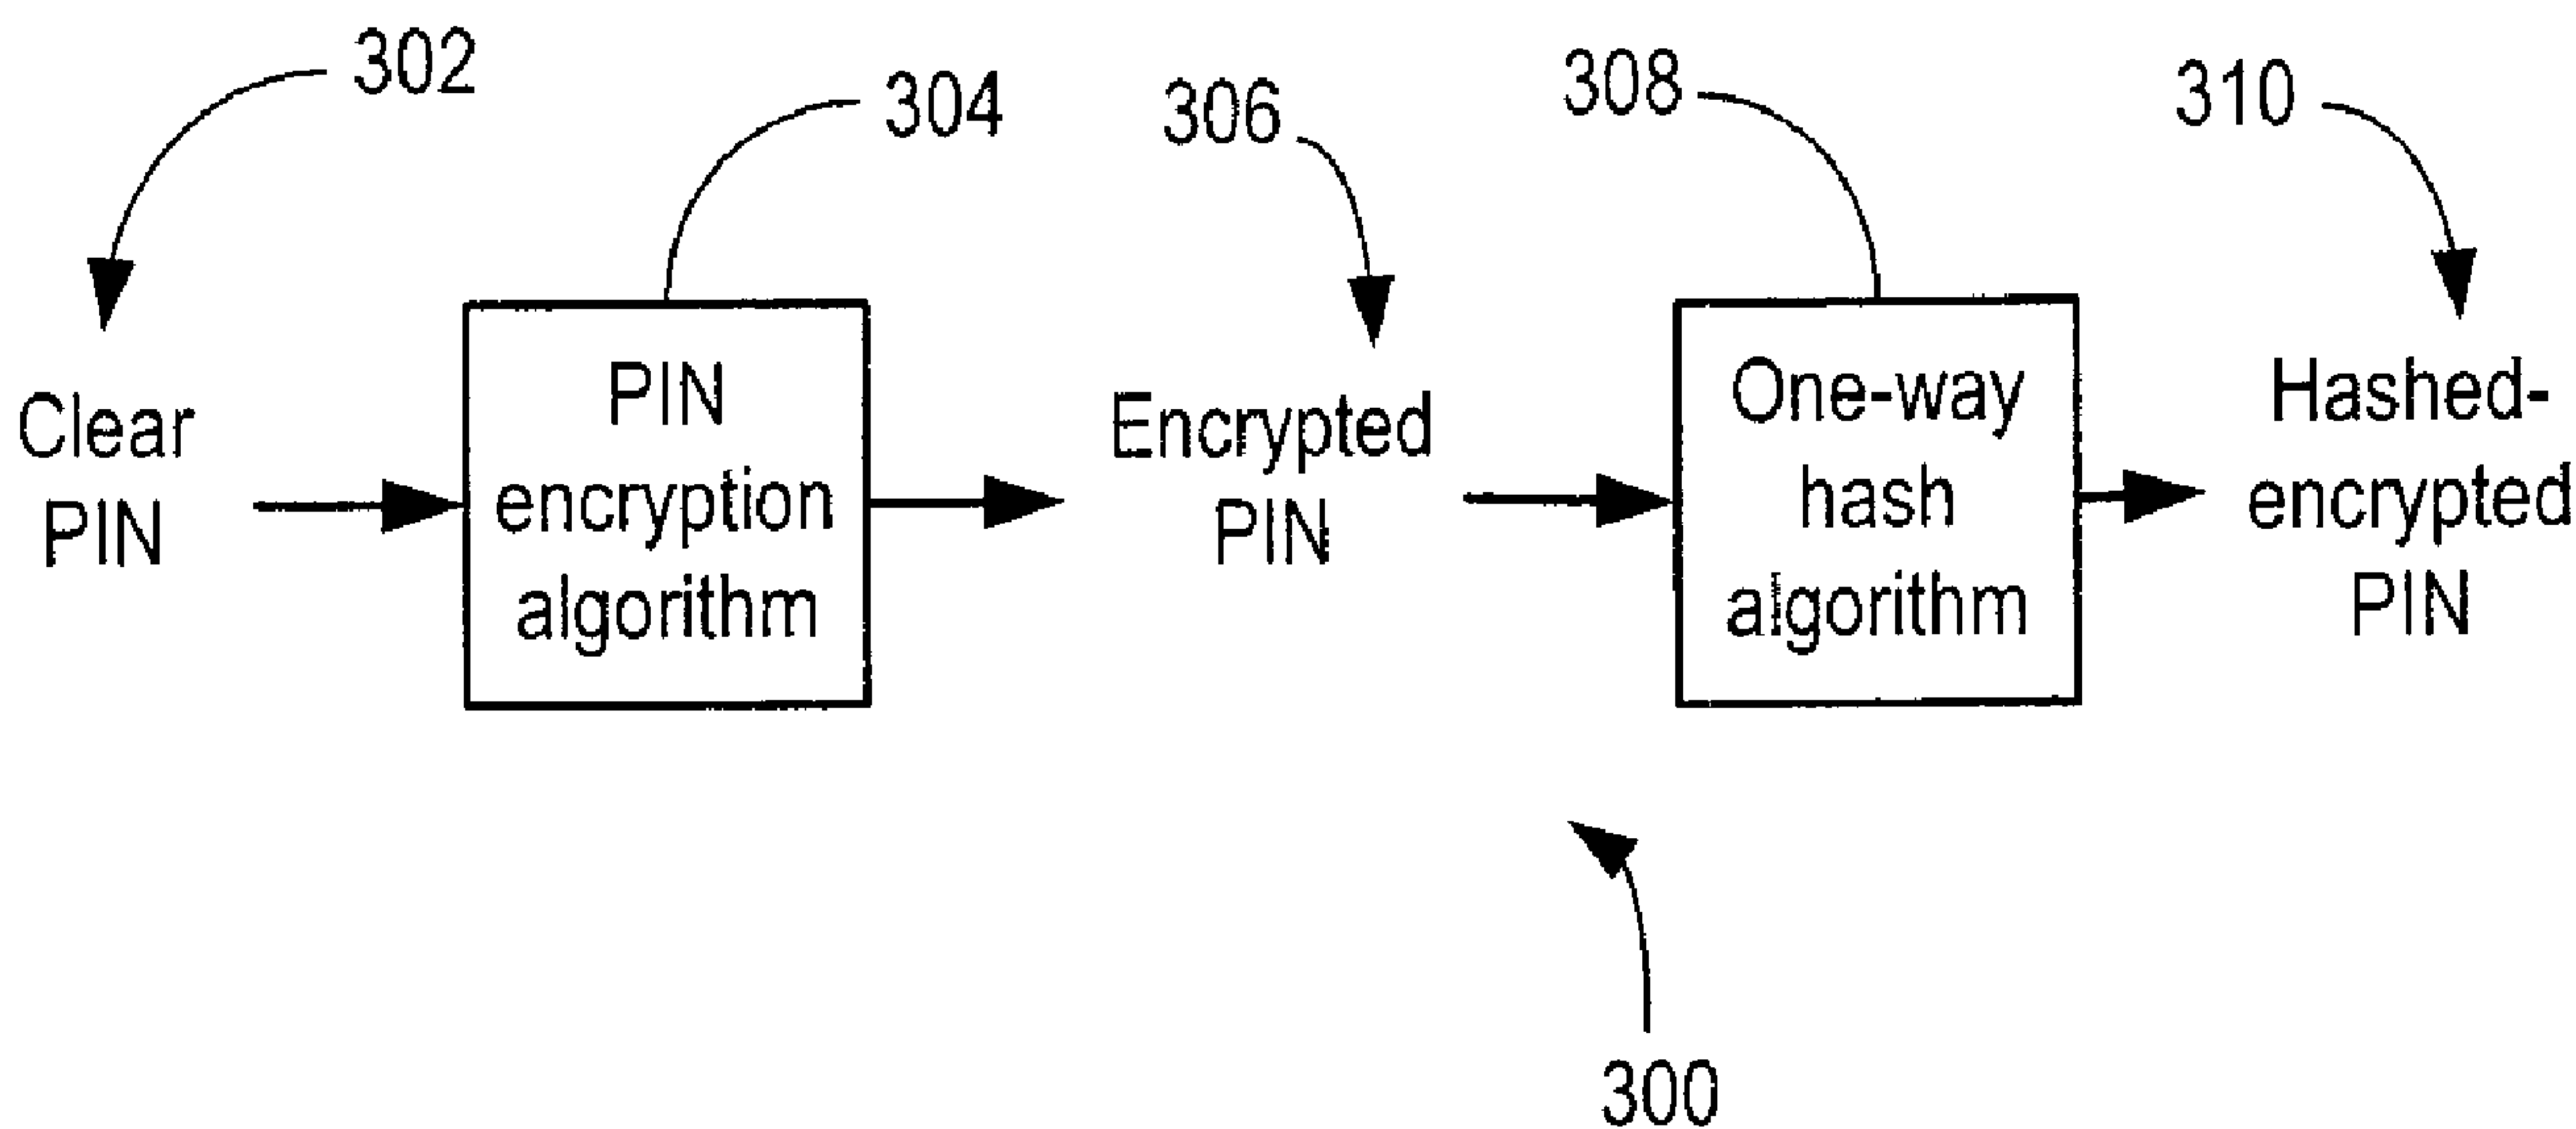 302
304
306
308
310
Clear
PIN
PIN
encryption
algorithm
Encrypted
PIN
One-way
hash
algorithm
Hashed-
encrypted
PIN
300